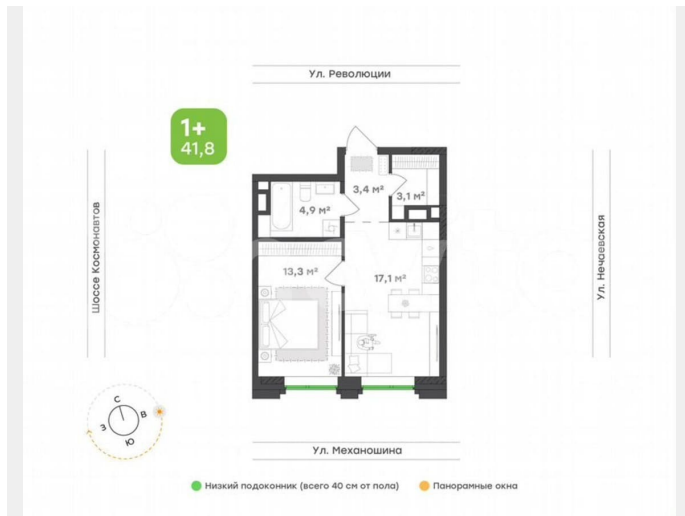 Ул. Революции
1+
41,8
3,4 м²
3,1 м²
4,9 м²
Шоссе Космонавтов
Ул. Нечаевская
13,3 м²
17,1 м²
С
В
З
Ю
Ул. Механошина
Низкий подоконник (всего 40 см от пола)
Панорамные окна